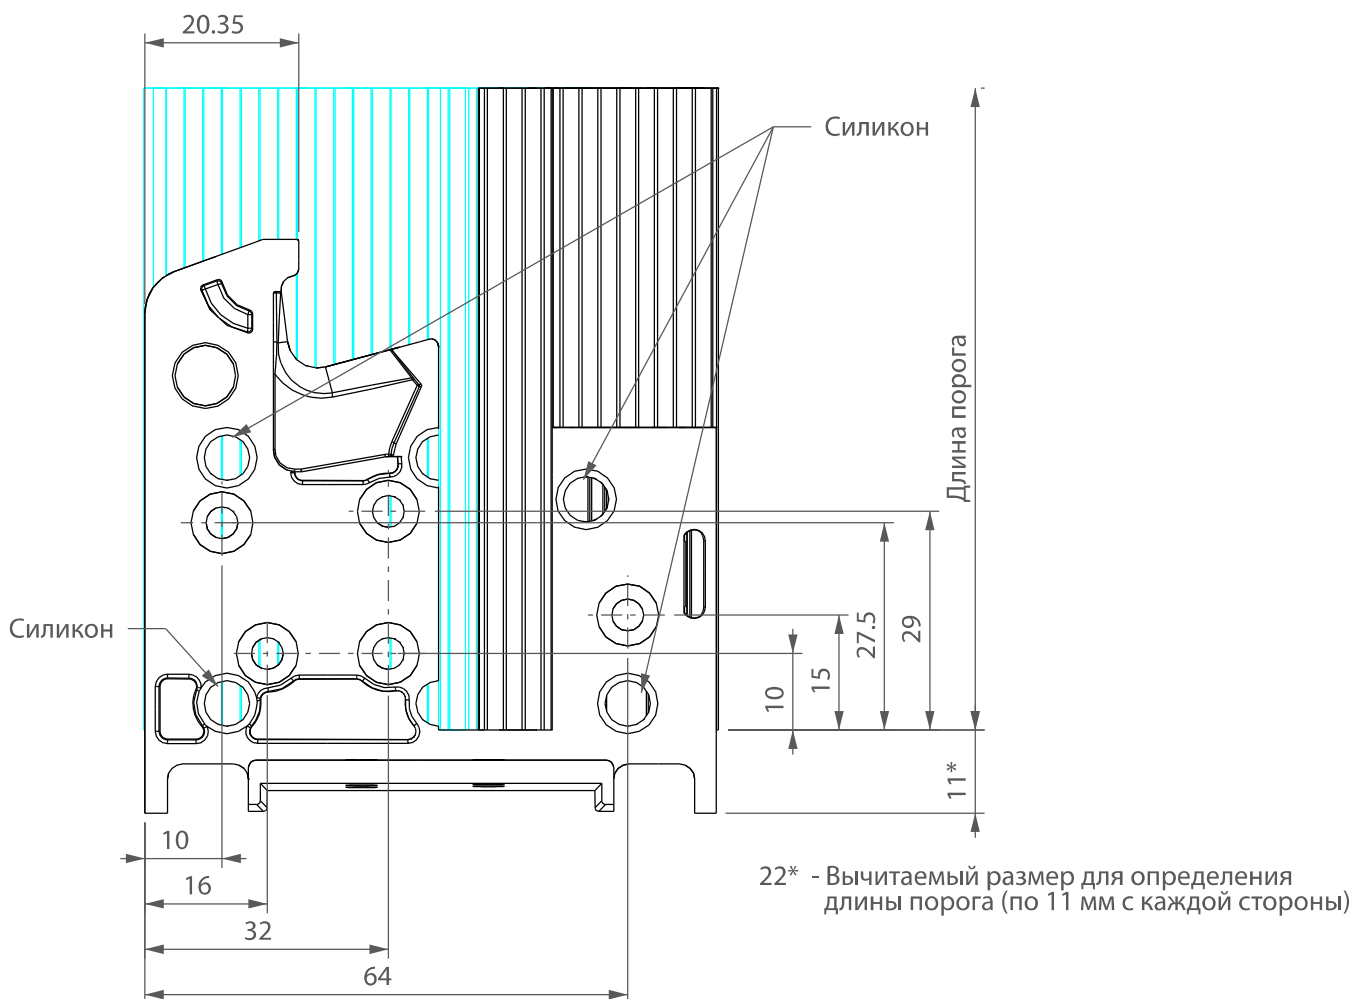 20.35
Силикон
Длина порога
Силикон
29
27.5
15
10
11*
10
16
32
64
22* - Вычитаемый размер для определения
длины порога (по 11 мм с каждой стороны)